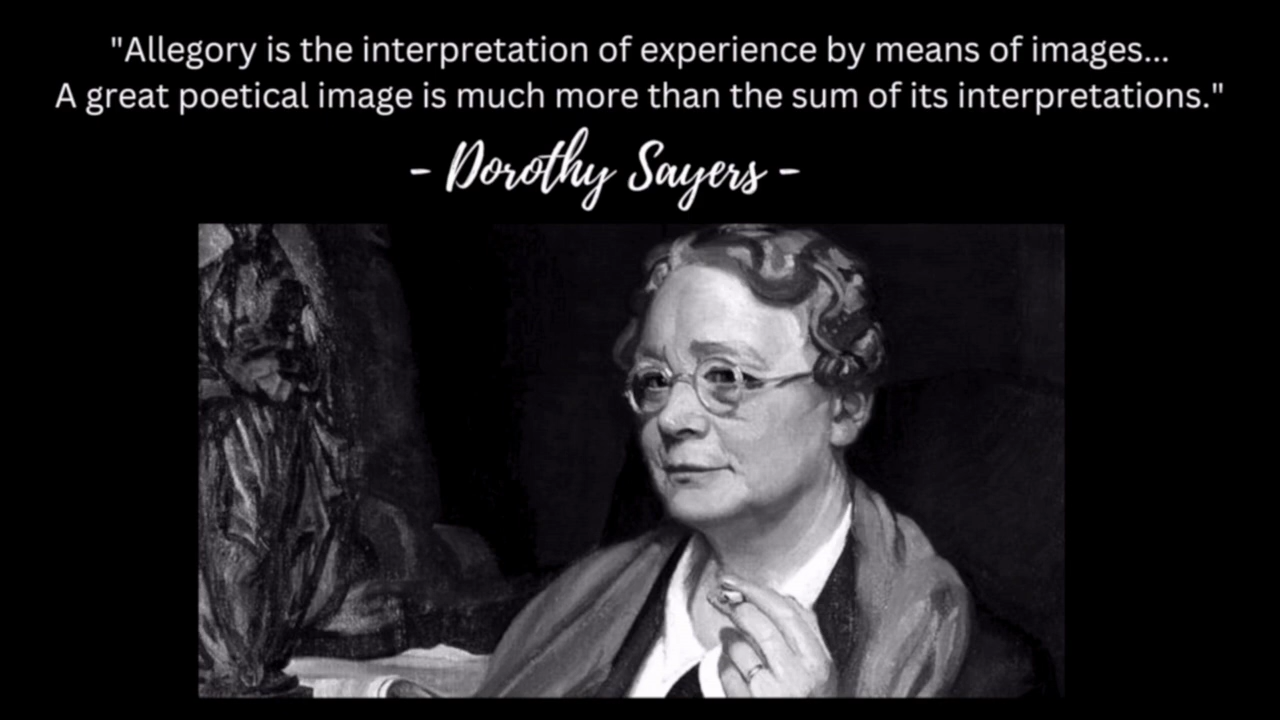 "Allegory is the interpretation of experience by means of images...
A great poetical image is much more than the sum of its interpretations."
- Dorothy Sayers -